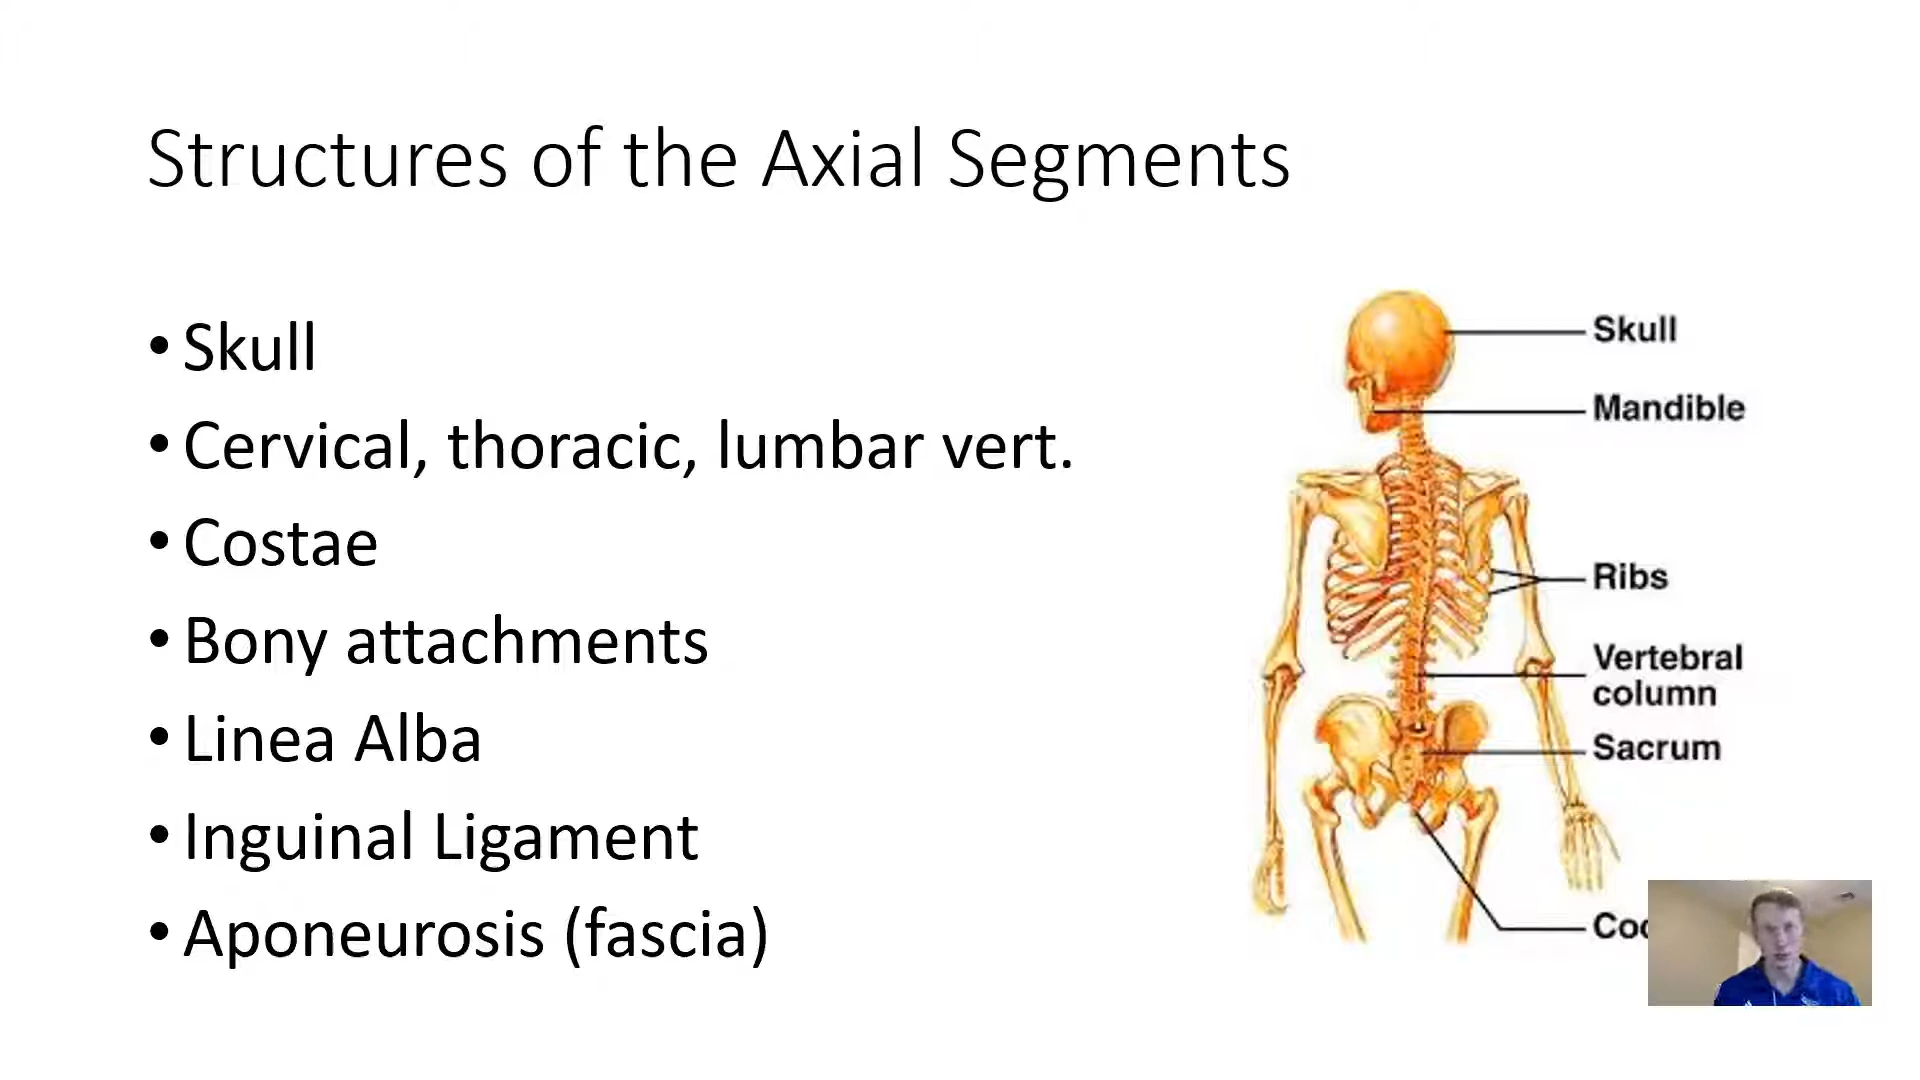 Structures of the Axial Segments
• Skull
• Cervical, thoracic, lumbar vert.
• Costae
• Bony attachments
• Linea Alba
• Inguinal Ligament
• Aponeurosis (fascia)
Skull
Mandible
Ribs
Vertebral
column
Sacrum